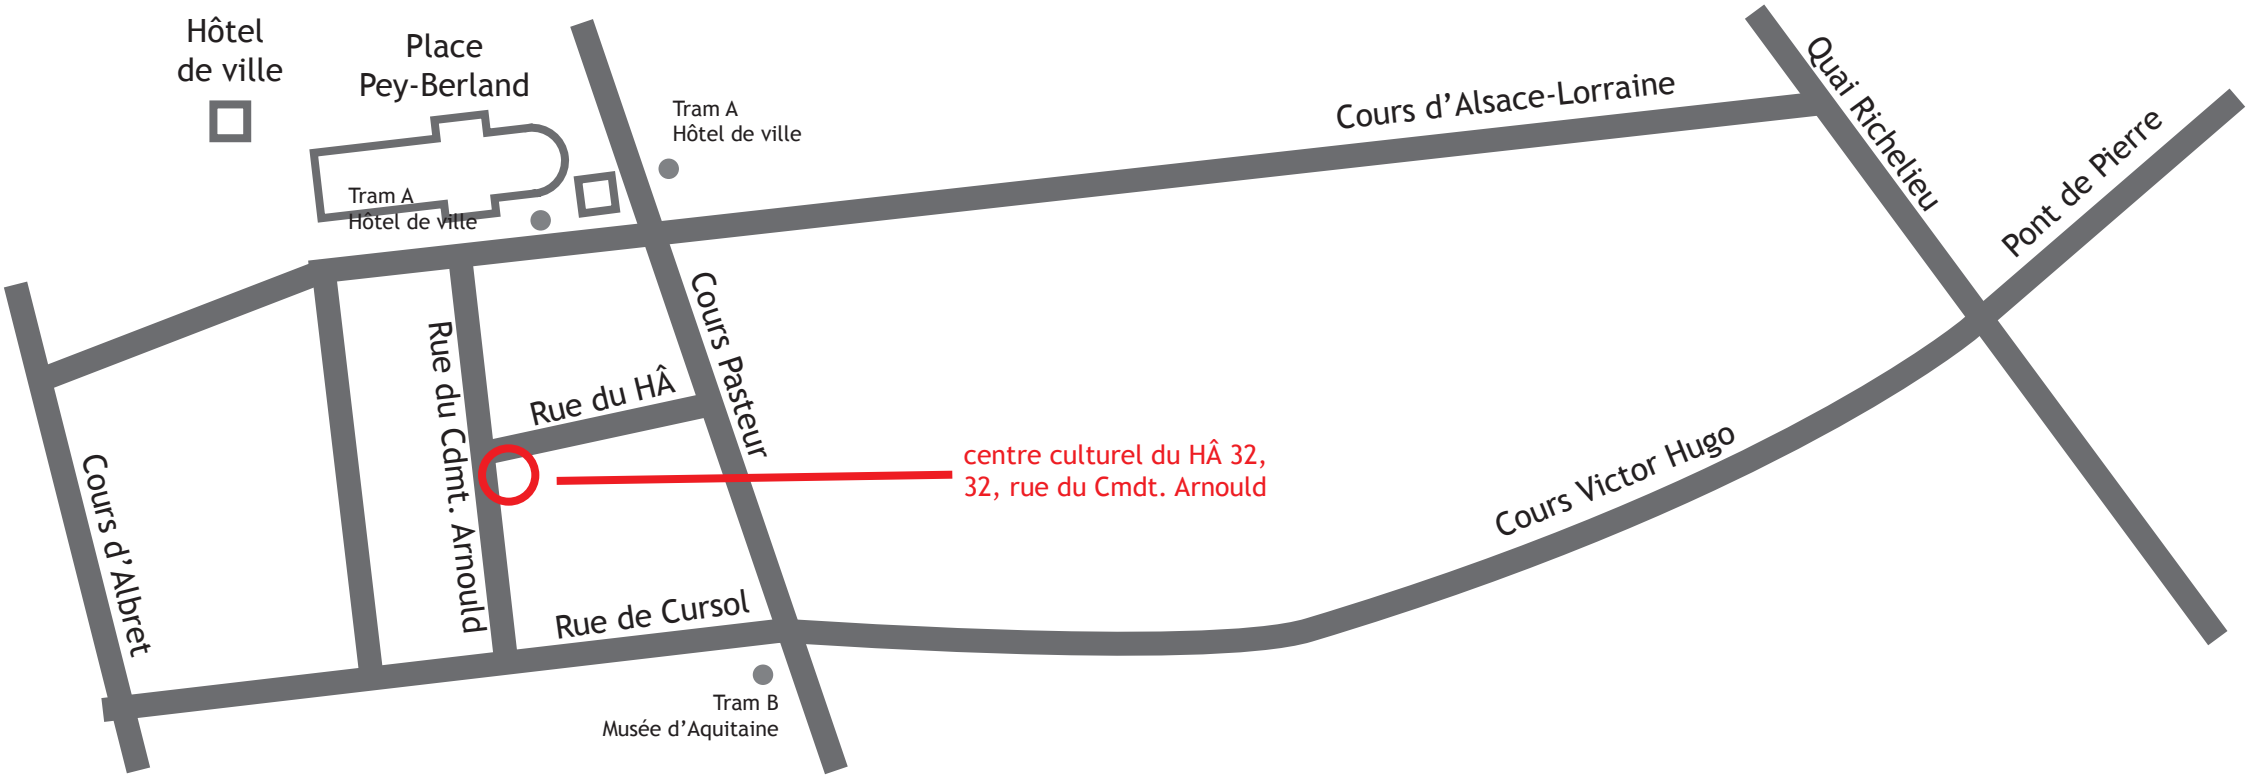 Hôtel
de ville
Place
Pey-Berland
Tram A
Hôtel de ville
Tram A
Hôtel de ville
Cours d’Alsace-Lorraine
Quai Richelieu
Pont de Pierre
Cours Pasteur
Rue du Cdmt. Arnould
Rue du HÂ
centre culturel du HÂ 32,
32, rue du Cmdt. Arnould
Cours Victor Hugo
Cours d’Albret
Rue de Cursol
Tram B
Musée d’Aquitaine